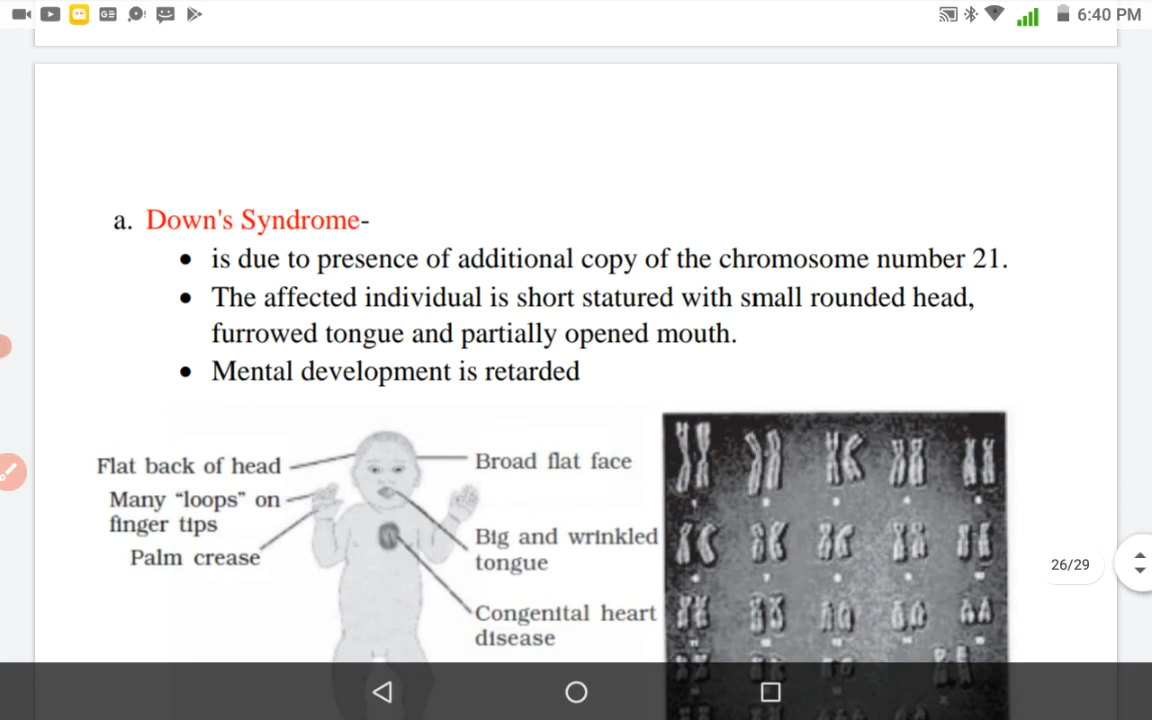 GE
6:40 PM
a. Down's Syndrome-
• is due to presence of additional copy of the chromosome number 21.
• The affected individual is short statured with small rounded head,
furrowed tongue and partially opened mouth.
• Mental development is retarded
Flat back of head
Broad flat face
Many “loops” on
finger tips
Palm crease
Big and wrinkled
tongue
Congenital heart
disease
26/29